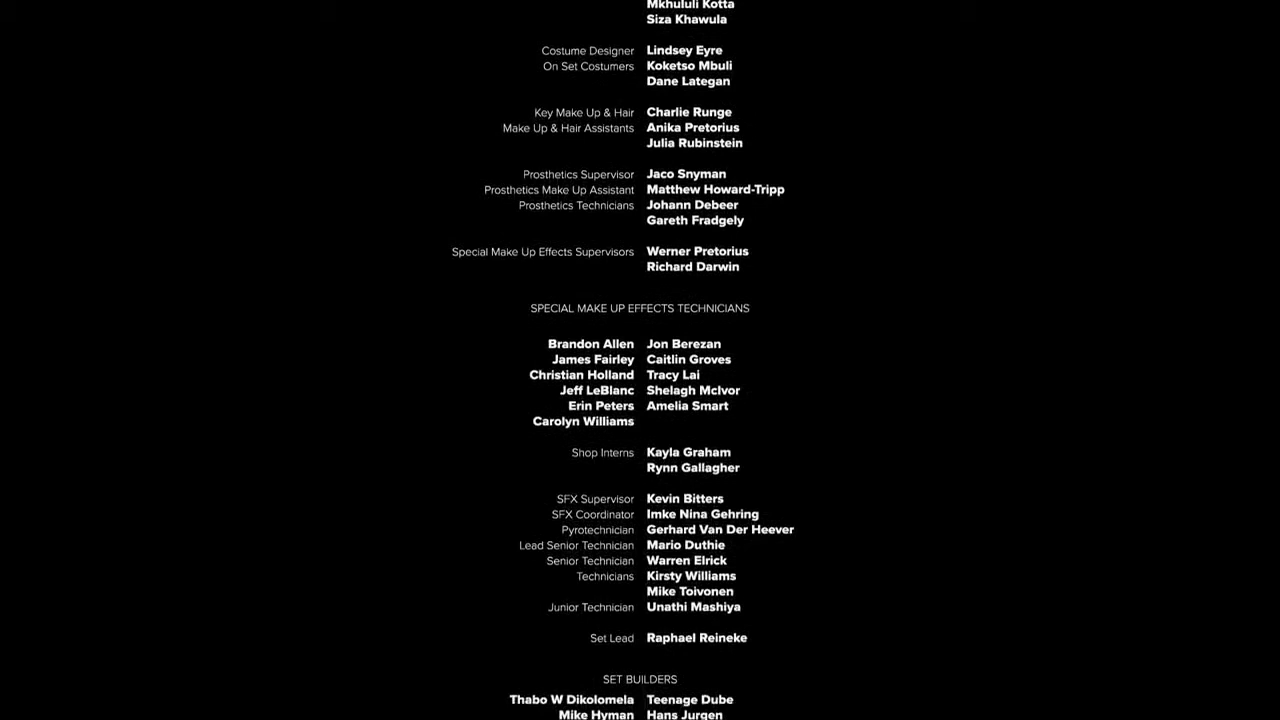 Mkhululi Kotta
Siza Khawula
Costume Designer Lindsey Eyre
On Set Costumers Koketso Mbuli
Dane Lategan
Key Make Up & Hair Charlie Runge
Make Up & Hair Assistants Anika Pretorius
Julia Rubinstein
Prosthetics Supervisor Jaco Snyman
Prosthetics Make Up Assistant Matthew Howard-Tripp
Prosthetics Technicians Johann Debeer
Gareth Fradgely
Special Make Up Effects Supervisors Werner Pretorius
Richard Darwin
SPECIAL MAKE UP EFFECTS TECHNICIANS
Brandon Allen Jon Berezan
James Fairley Caitlin Groves
Christian Holland Tracy Lai
Jeff LeBlanc Shelagh McIvor
Erin Peters Amelia Smart
Carolyn Williams
Shop Interns Kayla Graham
Rynn Gallagher
SFX Supervisor Kevin Bitters
SFX Coordinator Imke Nina Gehring
Pyrotechnician Gerhard Van Der Heever
Lead Senior Technician Mario Duthie
Senior Technician Warren Elrick
Technicians Kirsty Williams
Mike Toivonen
Junior Technician Unathi Mashiya
Set Lead Raphael Reineke
SET BUILDERS
Thabo W Dikolomela Teenage Dube
Mike Hyman Hans Jurgen